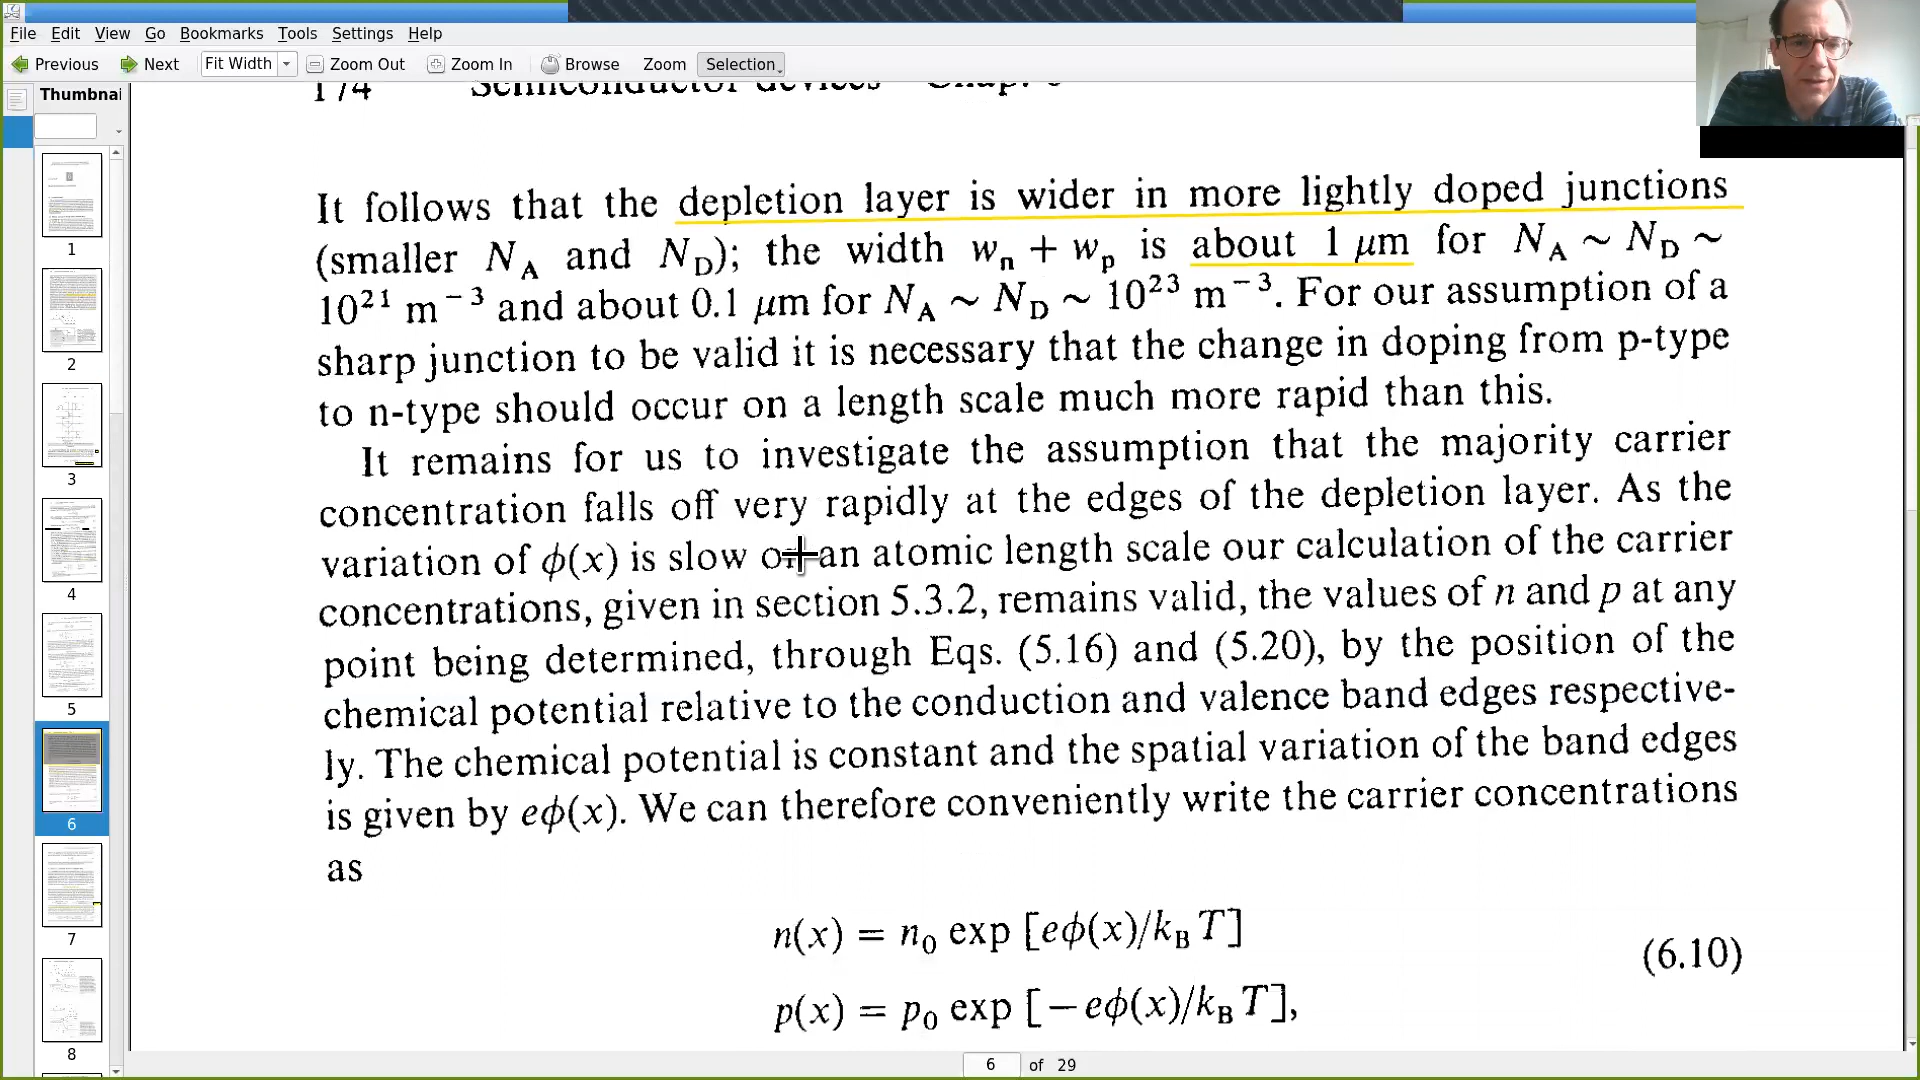 File Edit View Go Bookmarks Tools Settings Help
Previous Next Fit Width Zoom Out Zoom In Browse Zoom Selection
Thumbnai
174 Semiconductor devices Chap. 6
It follows that the depletion layer is wider in more lightly doped junctions
(smaller N_A and N_D); the width w_n + w_p is about 1 μm for N_A ~ N_D ~
10²¹ m⁻³ and about 0.1 μm for N_A ~ N_D ~ 10²³ m⁻³. For our assumption of a
sharp junction to be valid it is necessary that the change in doping from p-type
to n-type should occur on a length scale much more rapid than this.
It remains for us to investigate the assumption that the majority carrier
concentration falls off very rapidly at the edges of the depletion layer. As the
variation of ϕ(x) is slow on an atomic length scale our calculation of the carrier
concentrations, given in section 5.3.2, remains valid, the values of n and p at any
point being determined, through Eqs. (5.16) and (5.20), by the position of the
chemical potential relative to the conduction and valence band edges respective-
ly. The chemical potential is constant and the spatial variation of the band edges
is given by eϕ(x). We can therefore conveniently write the carrier concentrations
as
n(x) = n₀ exp [eϕ(x)/k_B T]
(6.10)
p(x) = p₀ exp [−eϕ(x)/k_B T],
1
2
3
4
5
6
7
8
6 of 29